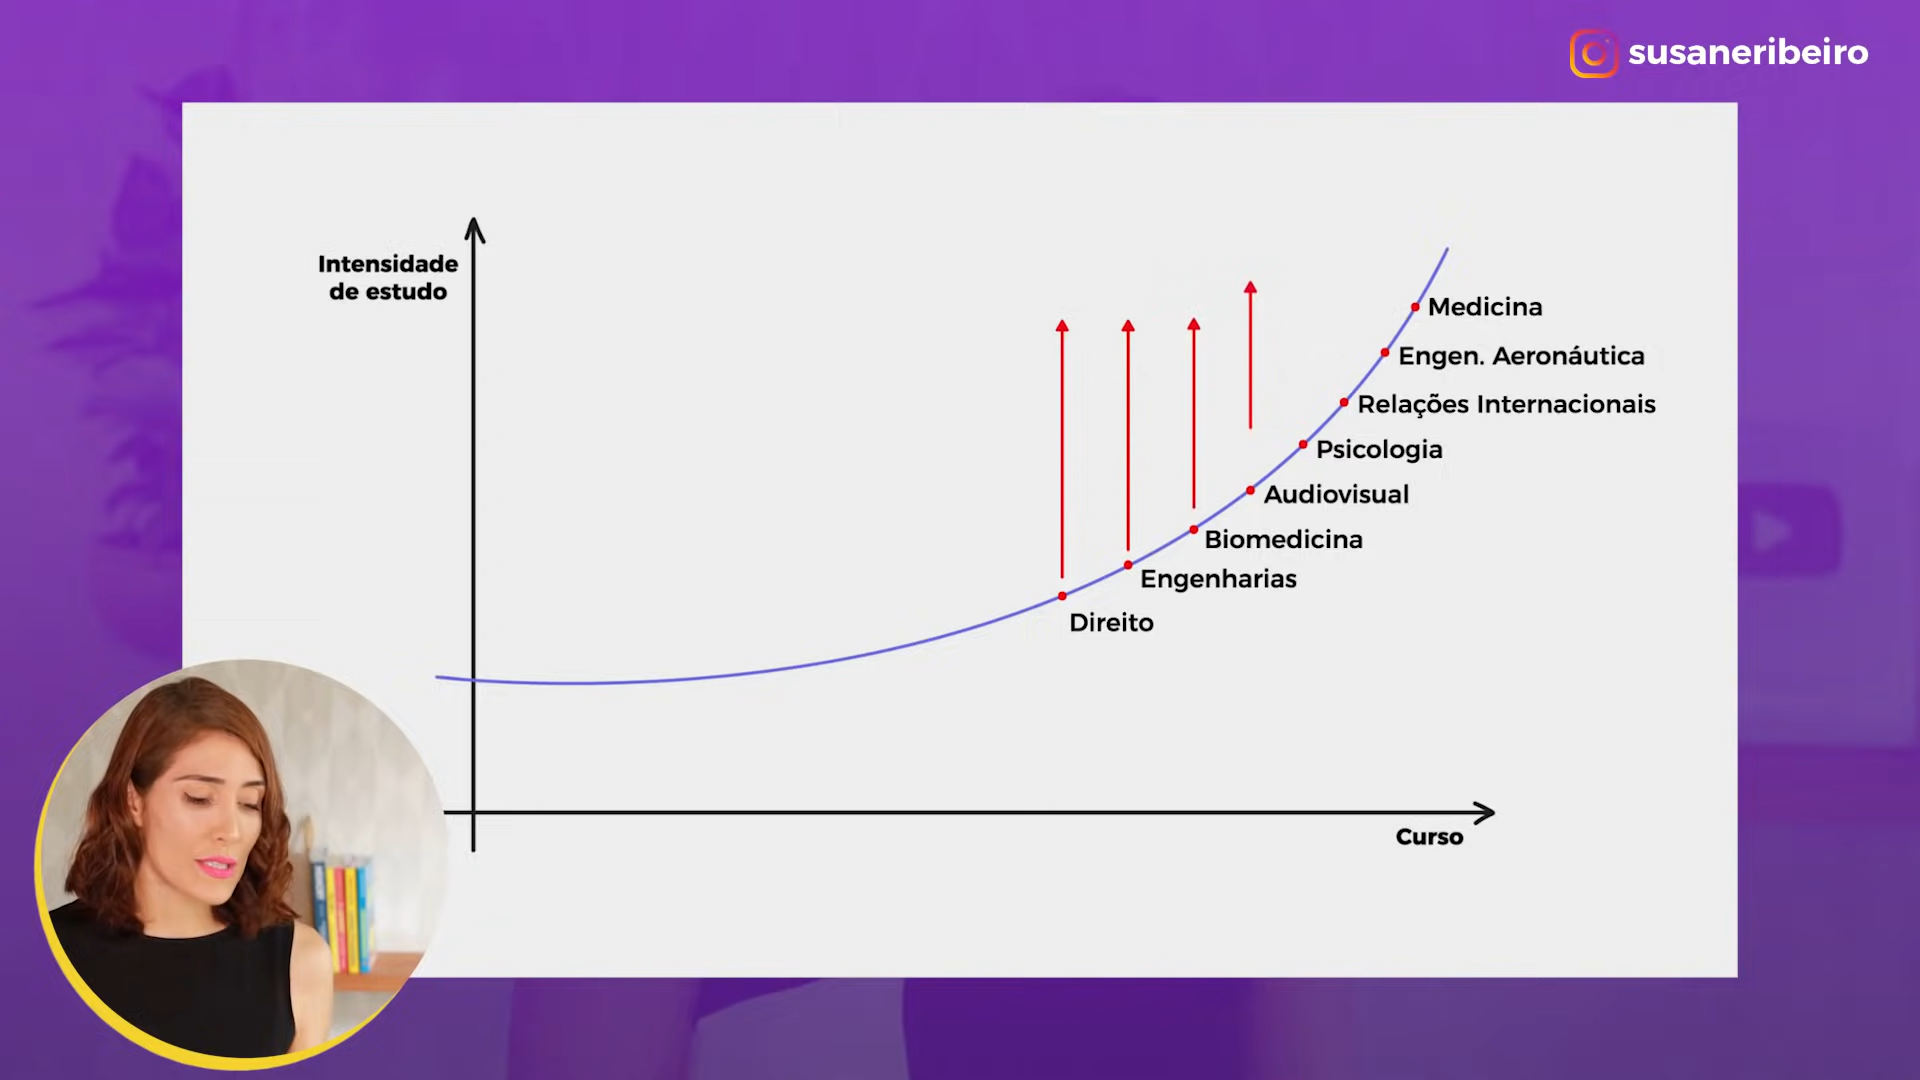 susaneribeiro
Intensidade
de estudo
Medicina
Engen. Aeronáutica
Relações Internacionais
Psicologia
Audiovisual
Biomedicina
Engenharias
Direito
Curso